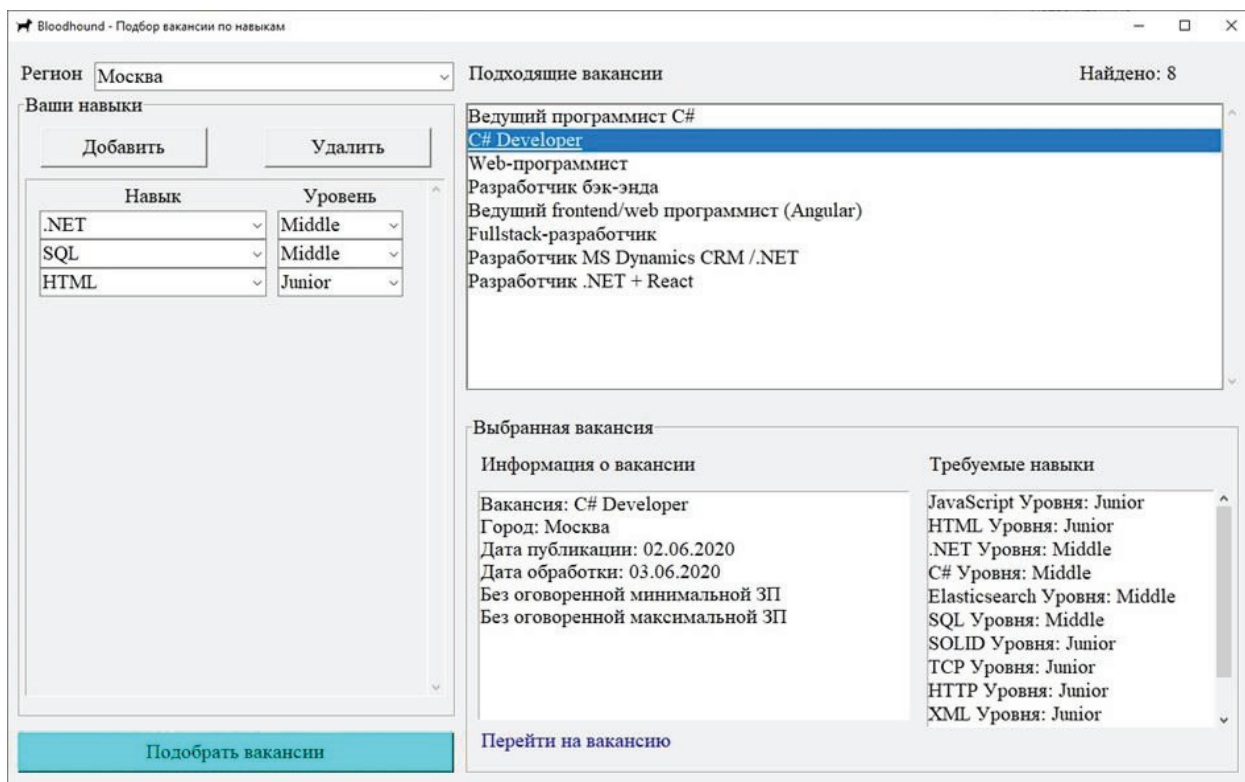 Bloodhound - Подбор вакансии по навыкам
Регион Москва
Ваши навыки
Добавить Удалить
Навык Уровень
.NET Middle
SQL Middle
HTML Junior
Подобрать вакансии
Подходящие вакансии Найдено: 8
Ведущий программист C#
C# Developer
Web-программист
Разработчик бэк-энда
Ведущий frontend/web программист (Angular)
Fullstack-разработчик
Разработчик MS Dynamics CRM /.NET
Разработчик .NET + React
Выбранная вакансия
Информация о вакансии
Вакансия: C# Developer
Город: Москва
Дата публикации: 02.06.2020
Дата обработки: 03.06.2020
Без оговоренной минимальной ЗП
Без оговоренной максимальной ЗП
Перейти на вакансию
Требуемые навыки
JavaScript Уровня: Junior
HTML Уровня: Junior
.NET Уровня: Middle
C# Уровня: Middle
Elasticsearch Уровня: Middle
SQL Уровня: Middle
SOLID Уровня: Junior
TCP Уровня: Junior
HTTP Уровня: Junior
XML Уровня: Junior